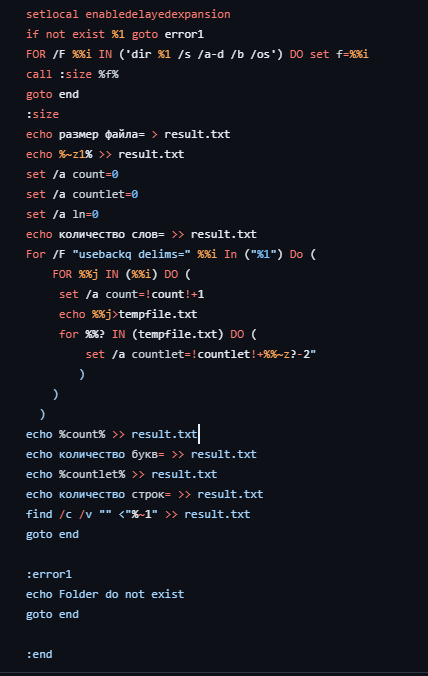 setlocal enabledelayedexpansion
if not exist %1 goto error1
FOR /F %%i IN ('dir %1 /s /a-d /b /os') DO set f=%%i
call :size %f%
goto end
:size
echo размер файла= > result.txt
echo %~z1% >> result.txt
set /a count=0
set /a countlet=0
set /a ln=0
echo количество слов= >> result.txt
For /F "usebackq delims=" %%i In ("%1") Do (
FOR %%j IN (%%i) DO (
set /a count=!count!+1
echo %%j>tempfile.txt
for %%? IN (tempfile.txt) DO (
set /a countlet=!countlet!+%%~z?-2"
)
)
)
echo %count% >> result.txt
echo количество букв= >> result.txt
echo %countlet% >> result.txt
echo количество строк= >> result.txt
find /c /v "" <"%~1" >> result.txt
goto end
:error1
echo Folder do not exist
goto end
:end